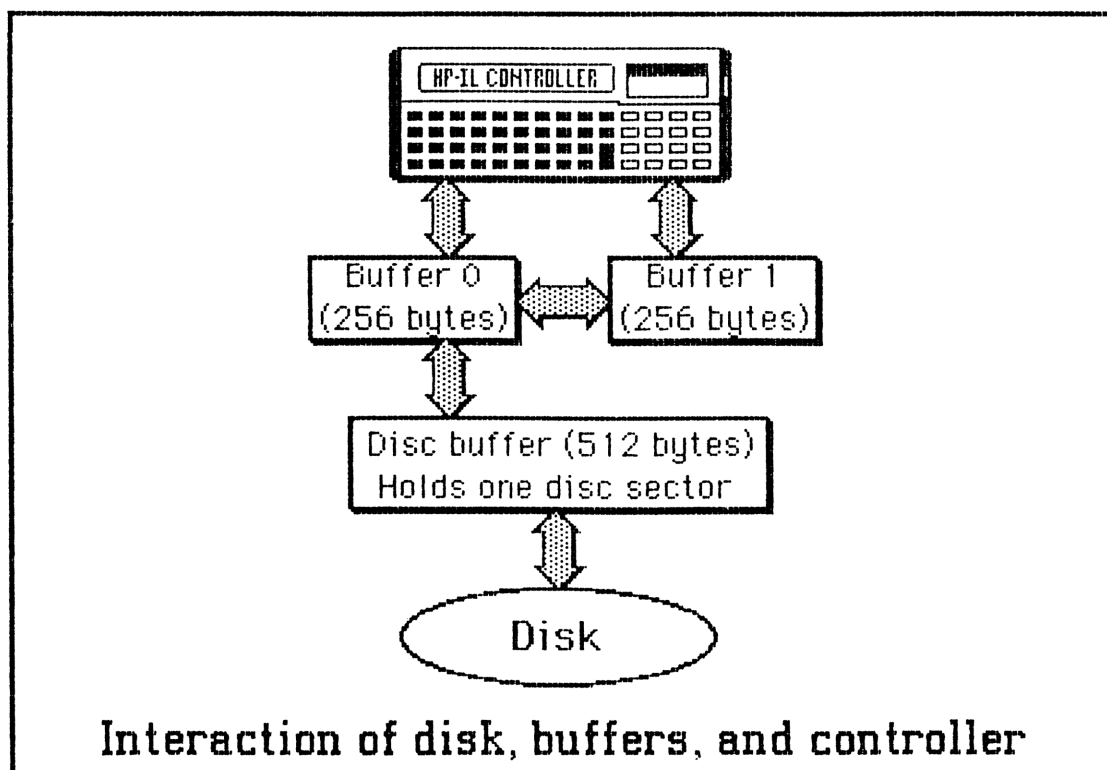 HP-IL CONTROLLER
Buffer 0
(256 bytes)
Buffer 1
(256 bytes)
Disc buffer (512 bytes)
Holds one disc sector
Disk
Interaction of disk, buffers, and controller